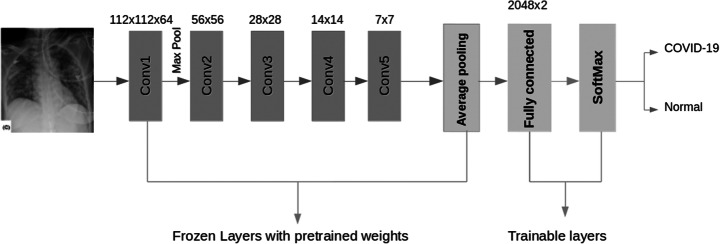 112x112x64
Max Pool
56x56
28x28
14x14
7x7
2048x2
Conv1
Conv2
Conv3
Conv4
Conv5
Average pooling
Fully connected
SoftMax
COVID-19
Normal
Frozen Layers with pretrained weights
Trainable layers